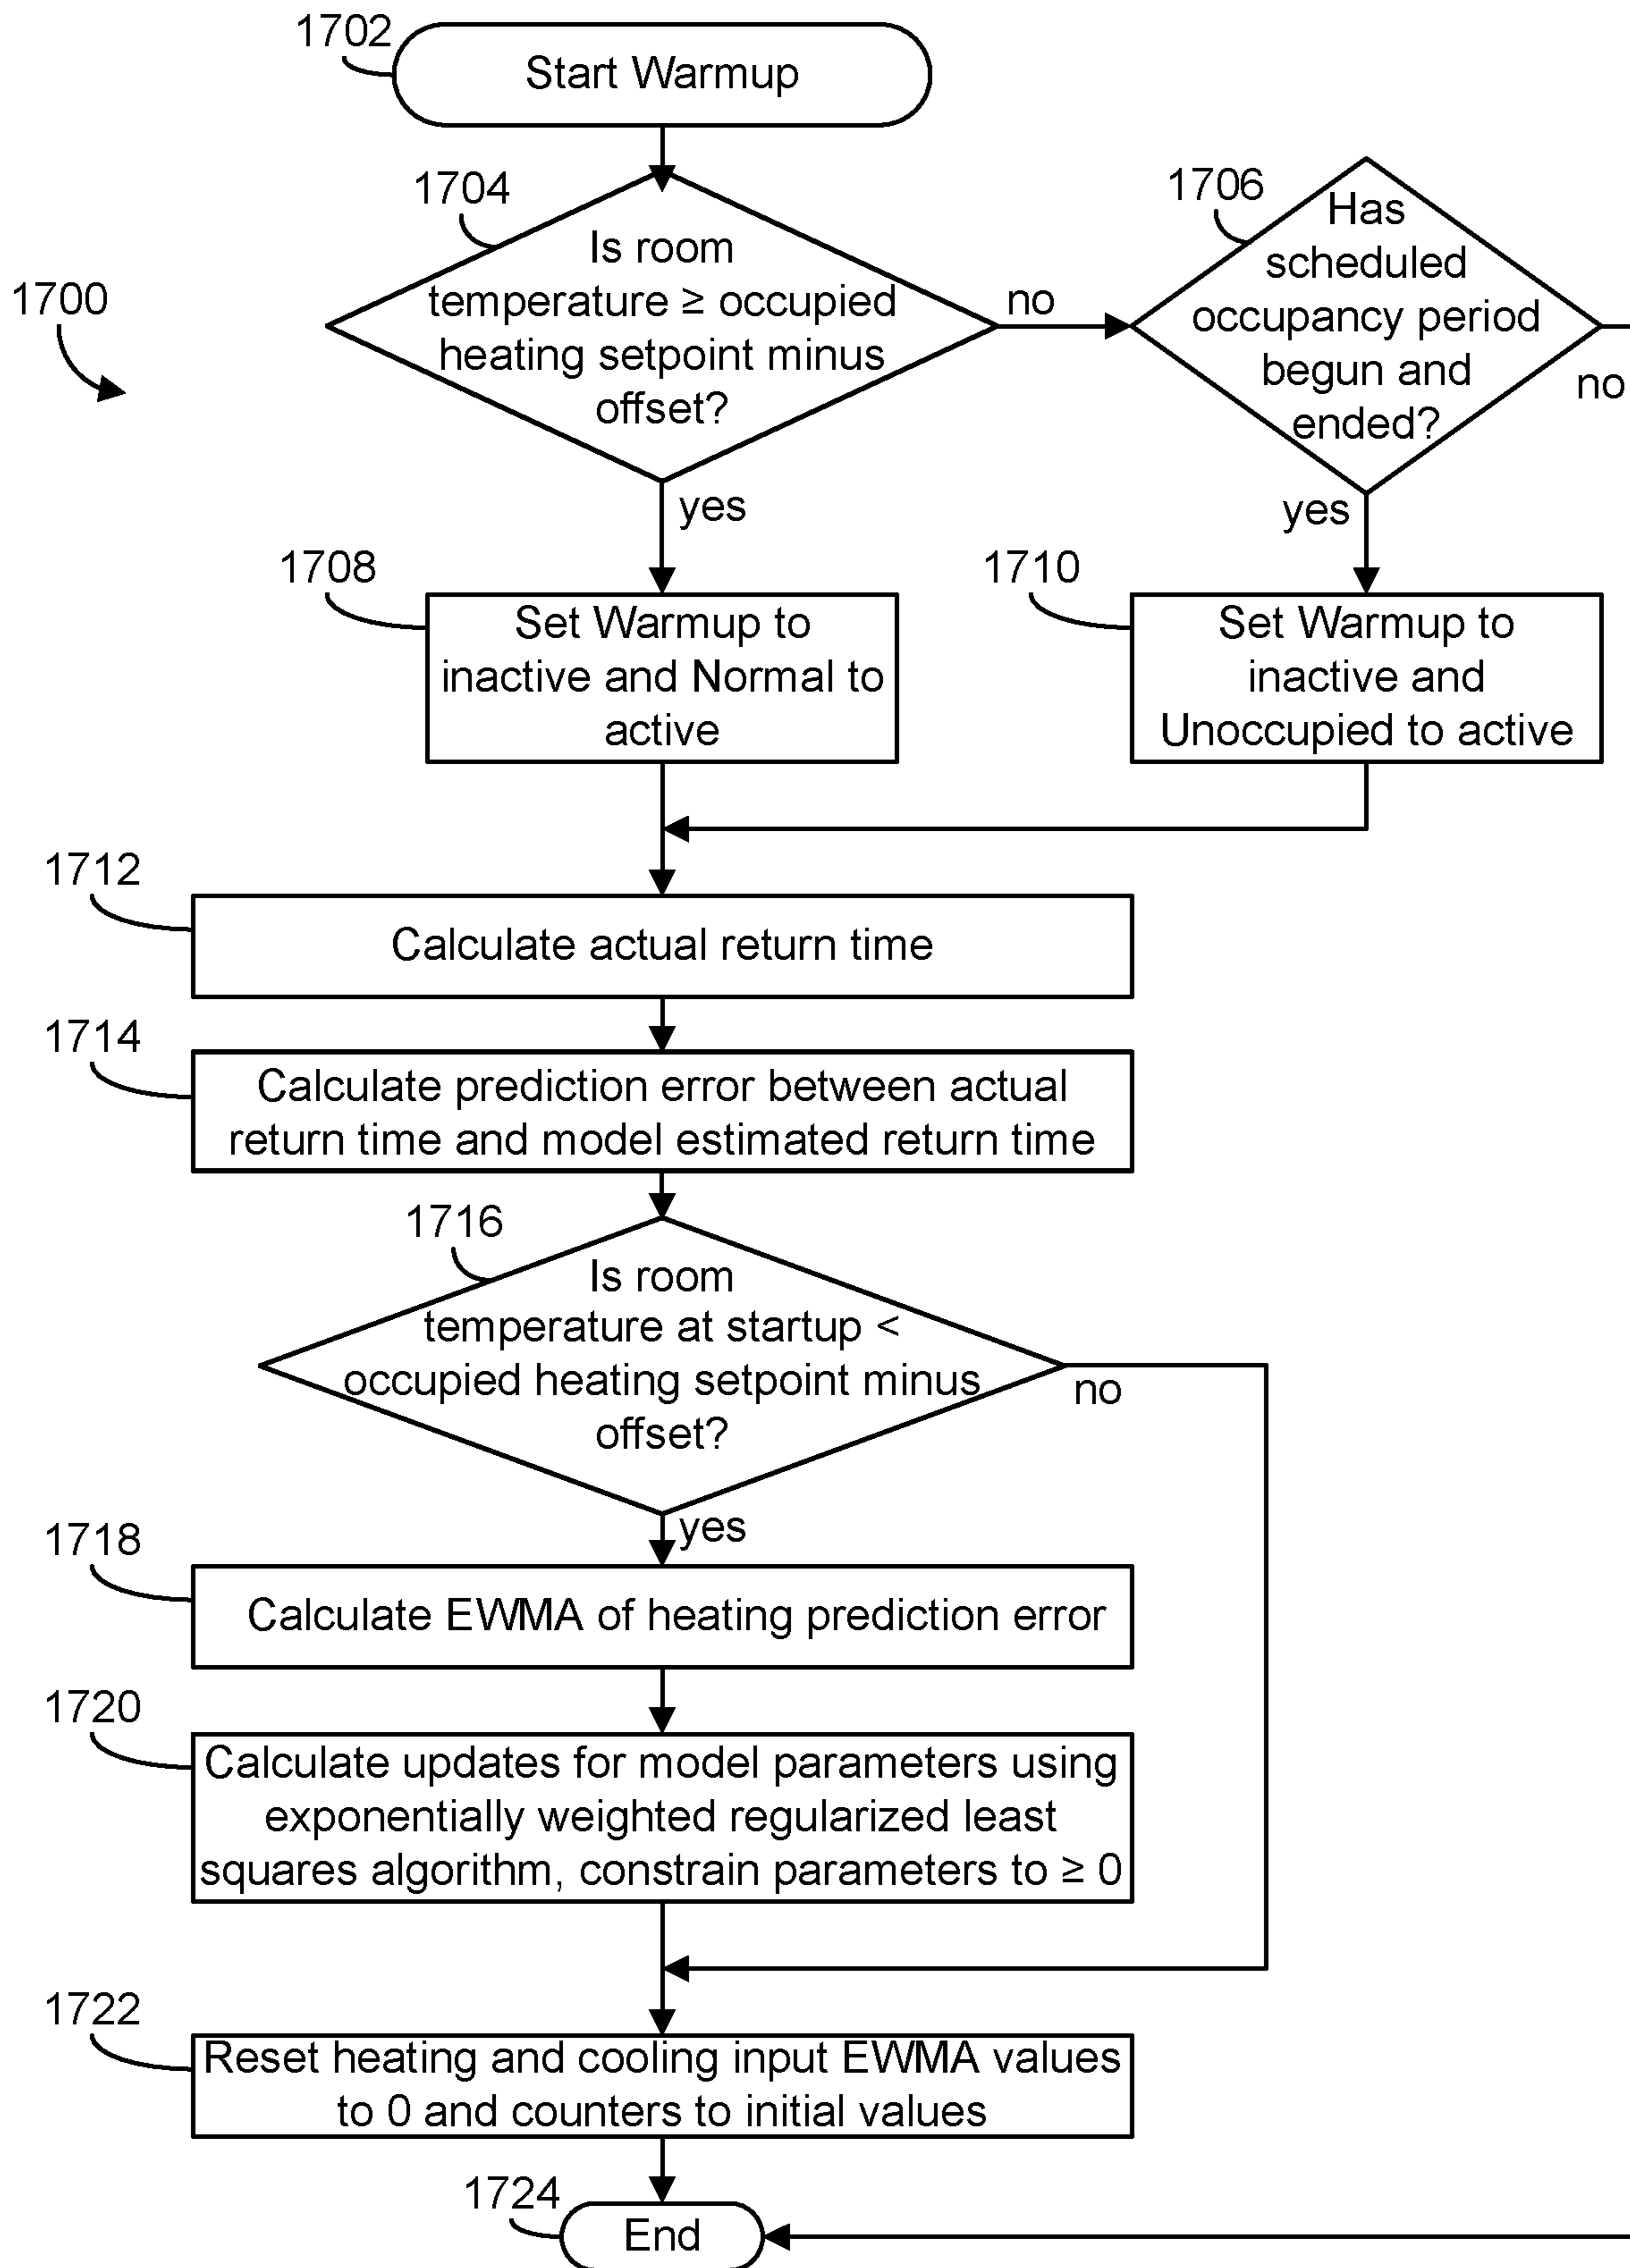 1702
Start Warmup
1704
Is room
temperature ≥ occupied
heating setpoint minus
offset?
no
1706
Has
scheduled
occupancy period
begun and
ended?
no
1700
yes
yes
1708
Set Warmup to
inactive and Normal to
active
1710
Set Warmup to
inactive and
Unoccupied to active
1712
Calculate actual return time
1714
Calculate prediction error between actual
return time and model estimated return time
1716
Is room
temperature at startup <
occupied heating setpoint minus
offset?
no
yes
1718
Calculate EWMA of heating prediction error
1720
Calculate updates for model parameters using
exponentially weighted regularized least
squares algorithm, constrain parameters to ≥ 0
1722
Reset heating and cooling input EWMA values
to 0 and counters to initial values
1724
End